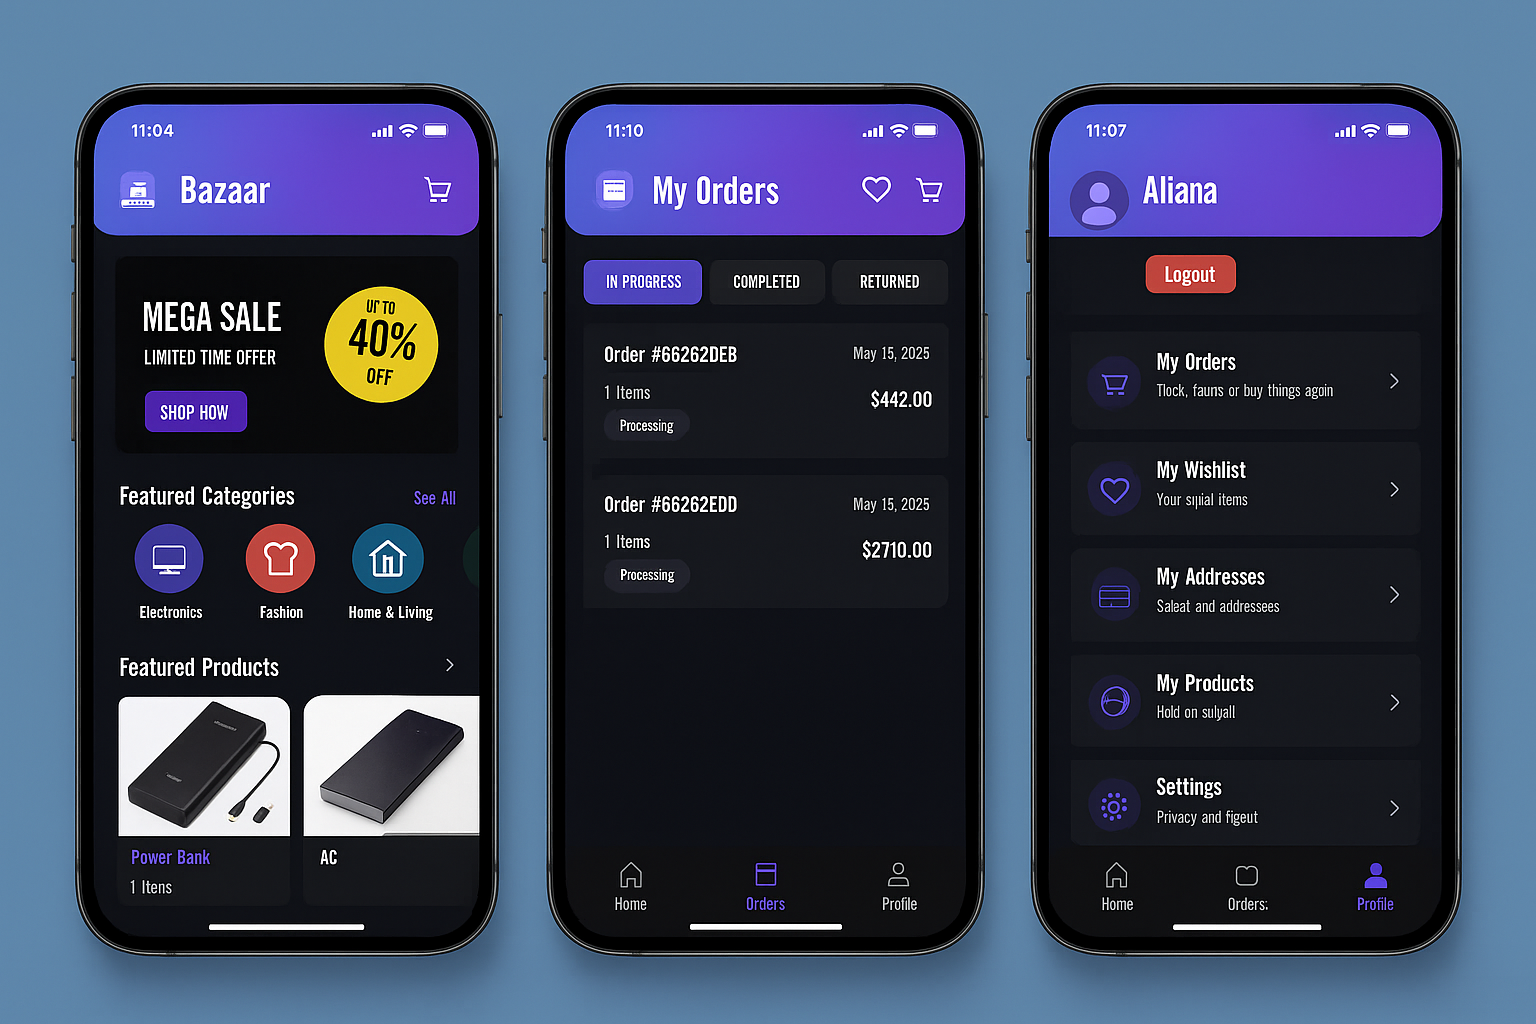 11:04
Bazaar
MEGA SALE
LIMITED TIME OFFER
UP TO
40%
OFF
SHOP HOW
Featured Categories
See All
Electronics
Fashion
Home & Living
Featured Products
Power Bank
1 Itens
AC
11:10
My Orders
IN PROGRESS
COMPLETED
RETURNED
Order #66262DEB
May 15, 2025
1 Items
$442.00
Processing
Order #66262EDD
May 15, 2025
1 Items
$2710.00
Processing
Home
Orders
Profile
11:07
Aliana
Logout
My Orders
Tlock, fauns or buy things again
My Wishlist
Your items
My Addresses
Saleat and addressees
My Products
Hold on sulyall
Settings
Privacy and figeut
Home
Orders:
Profile